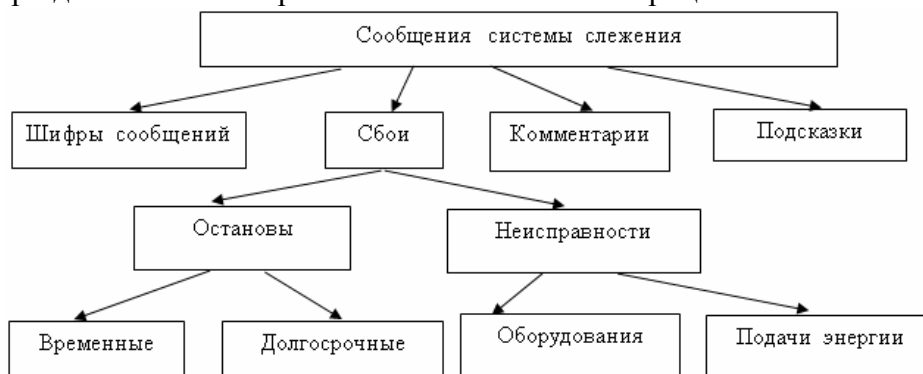 Сообщения системы слежения
Шифры сообщений
Сбои
Комментарии
Подсказки
Остановы
Неисправности
Временные
Долгосрочные
Оборудования
Подачи энергии